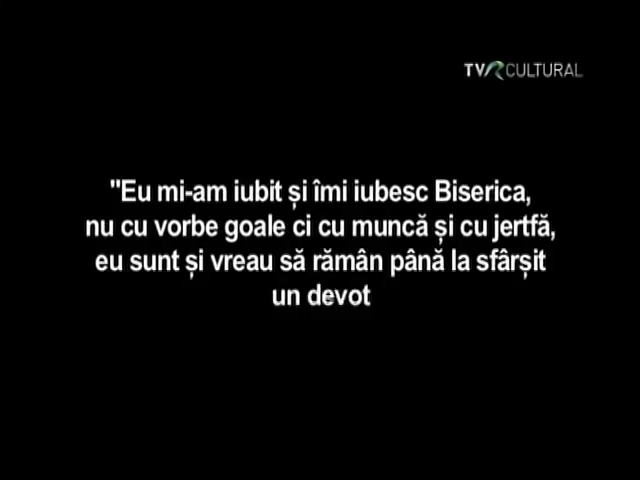 TVR CULTURAL
"Eu mi-am iubit și îmi iubesc Biserica,
nu cu vorbe goale ci cu muncă și cu jertfă,
eu sunt și vreau să rămân până la sfârșit
un devot